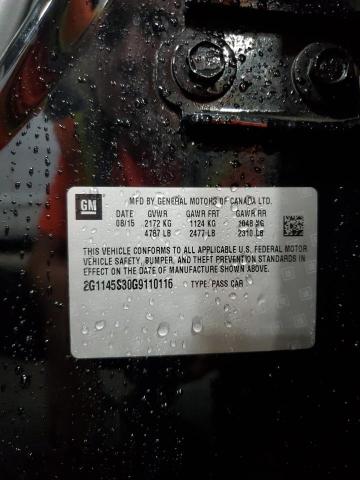 GM
MFD BY GENERAL MOTORS OF CANADA LTD.
DATE GVWR GAWR FRT GAWR RR
08/15 2172 KG 1124 KG 1048 KG
4787 LB 2477 LB 2310 LB
THIS VEHICLE CONFORMS TO ALL APPLICABLE U.S. FEDERAL MOTOR
VEHICLE SAFETY, BUMPER, AND THEFT PREVENTION STANDARDS IN
EFFECT ON THE DATE OF MANUFACTURE SHOWN ABOVE.
2G1145S30G9110116 TYPE: PASS CAR